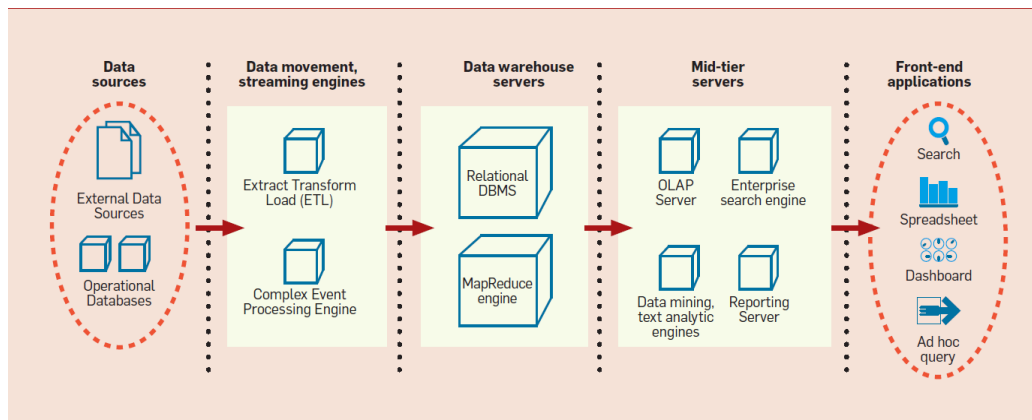 Data
sources
Data movement,
streaming engines
Data warehouse
servers
Mid-tier
servers
Front-end
applications
External Data
Sources
Operational
Databases
Extract Transform
Load (ETL)
Complex Event
Processing Engine
Relational
DBMS
MapReduce
engine
OLAP
Server
Enterprise
search engine
Data mining,
text analytic
engines
Reporting
Server
Search
Spreadsheet
Dashboard
Ad hoc
query